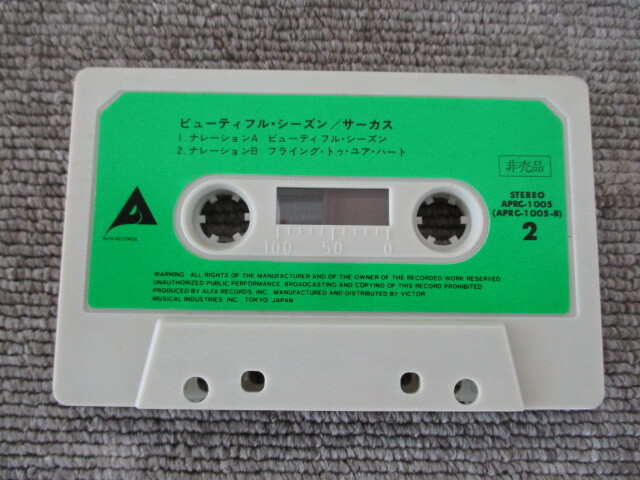 ビューティフル・シーズン／サーカス
1. ナレーションA ビューティフル・シーズン
2. ナレーションB フライング・トゥ・ユア・ハート
非売品
STEREO
APRC-1005
(APRC-1005-B)
2
ALFA RECORDS
100 50 0
WARNING. ALL RIGHTS OF THE MANUFACTURER AND OF THE OWNER OF THE RECORDED WORK RESERVED
UNAUTHORIZED PUBLIC PERFORMANCE BROADCASTING AND COPYING OF THIS RECORD PROHIBITED
PRODUCED BY ALFA RECORDS, INC. MANUFACTURED AND DISTRIBUTED BY VICTOR
MUSICAL INDUSTRIES. INC. TOKYO JAPAN